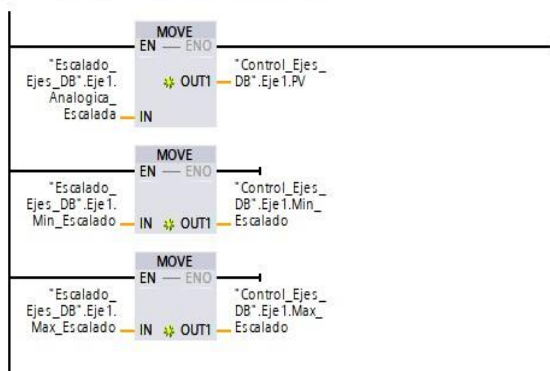 MOVE
EN — ENO
"Escalado_
Ejes_DB".Eje1.
Analogica_
Escalada
IN
OUT1
"Control_Ejes_
DB".Eje1.PV
MOVE
EN — ENO
"Escalado_
Ejes_DB".Eje1.
Min_Escalado
IN
OUT1
"Control_Ejes_
DB".Eje1.Min_
Escalado
MOVE
EN — ENO
"Escalado_
Ejes_DB".Eje1.
Max_Escalado
IN
OUT1
"Control_Ejes_
DB".Eje1.Max_
Escalado